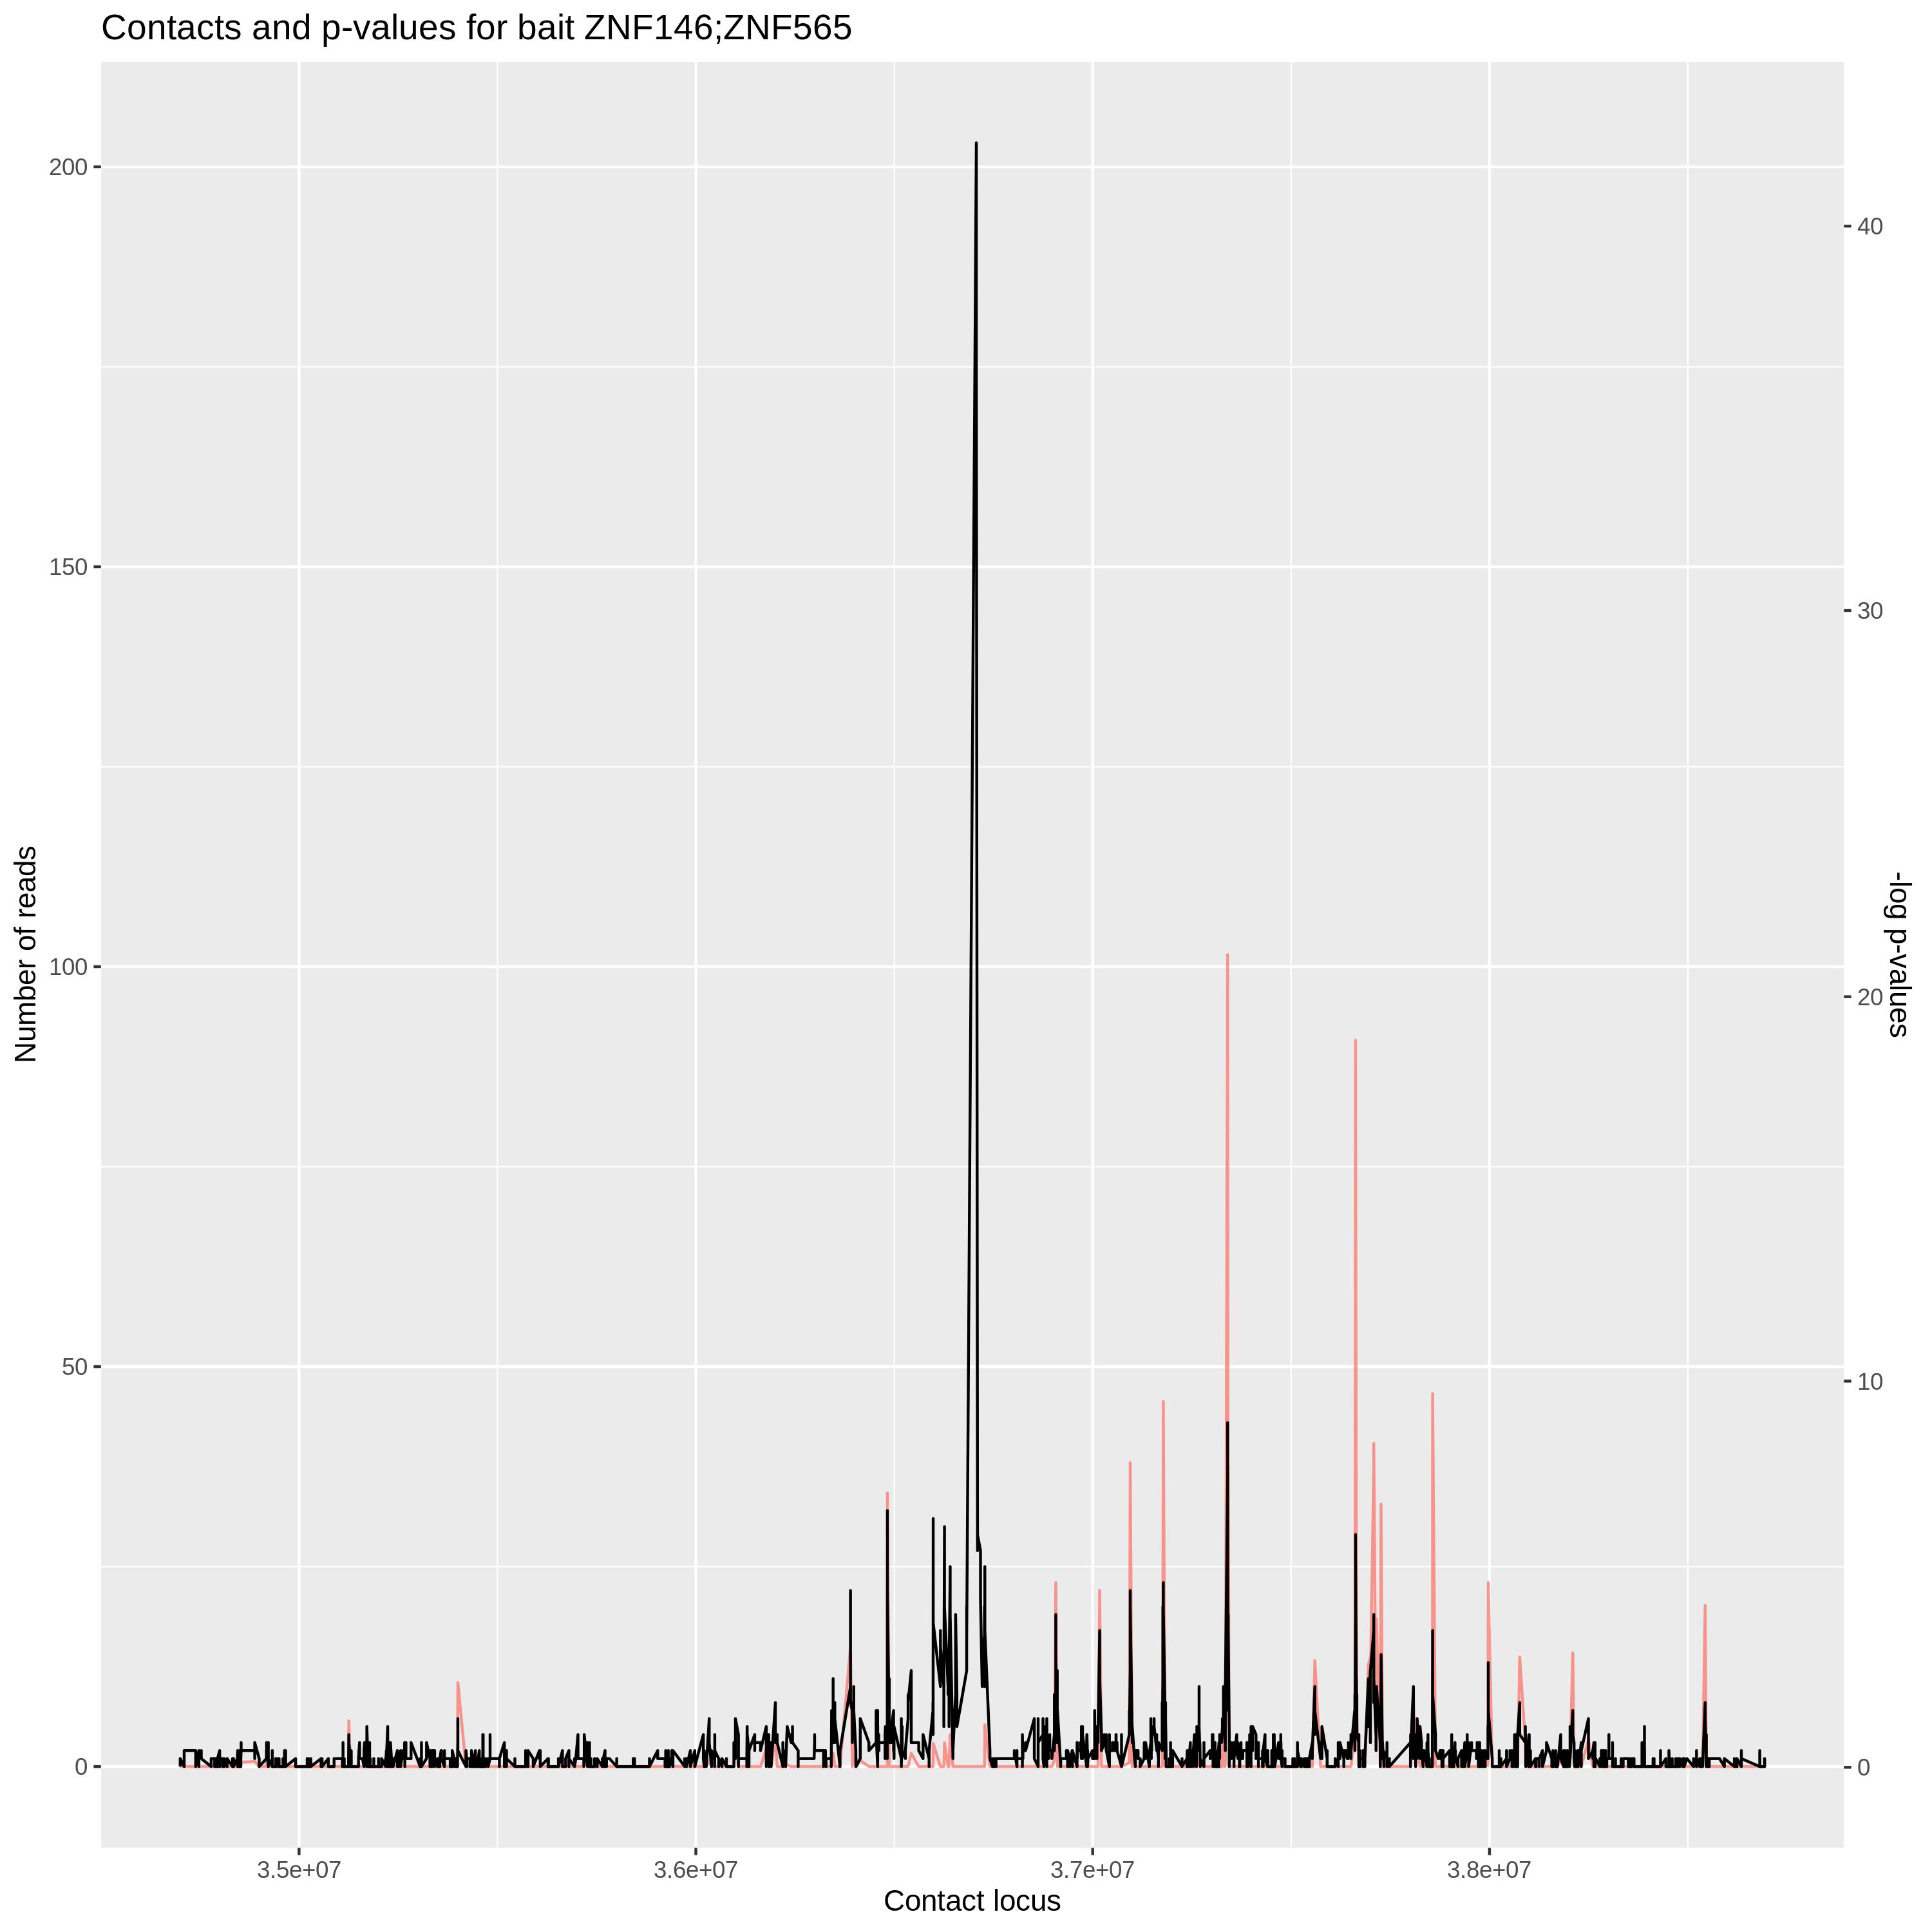 Contacts and p-values for bait ZNF146;ZNF565
200
150
100
50
0
Number of reads
40
30
20
10
0
-log p-values
3.5e+07
3.6e+07
3.7e+07
3.8e+07
Contact locus